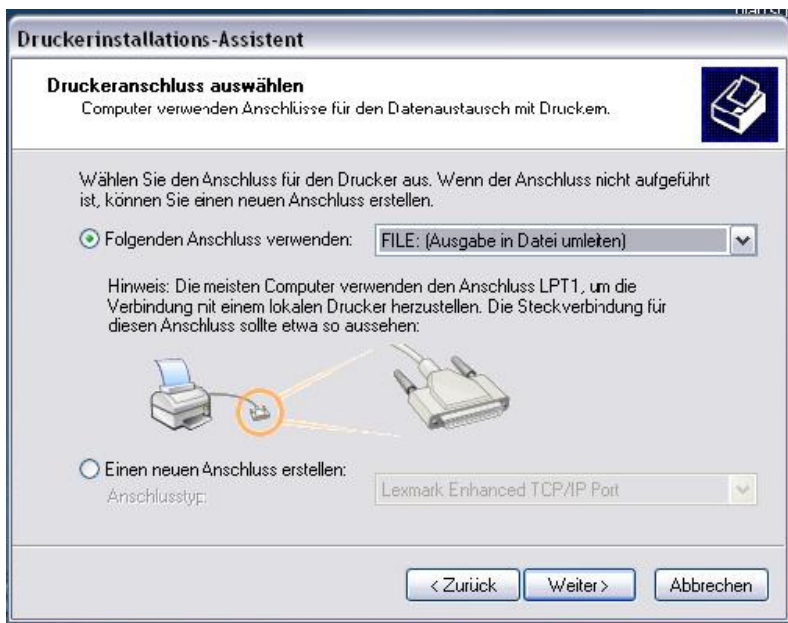 Druckerinstallations-Assistent
Druckeranschluss auswählen
Computer verwenden Anschlüsse für den Datenaustausch mit Druckern.
Wählen Sie den Anschluss für den Drucker aus. Wenn der Anschluss nicht aufgeführt
ist, können Sie einen neuen Anschluss erstellen.
Folgenden Anschluss verwenden: FILE: (Ausgabe in Datei umleiten)
Hinweis: Die meisten Computer verwenden den Anschluss LPT1, um die
Verbindung mit einem lokalen Drucker herzustellen. Die Steckverbindung für
diesen Anschluss sollte etwa so aussehen:
Einen neuen Anschluss erstellen:
Anschlusstyp: Lexmark Enhanced TCP/IP Port
< Zurück Weiter > Abbrechen